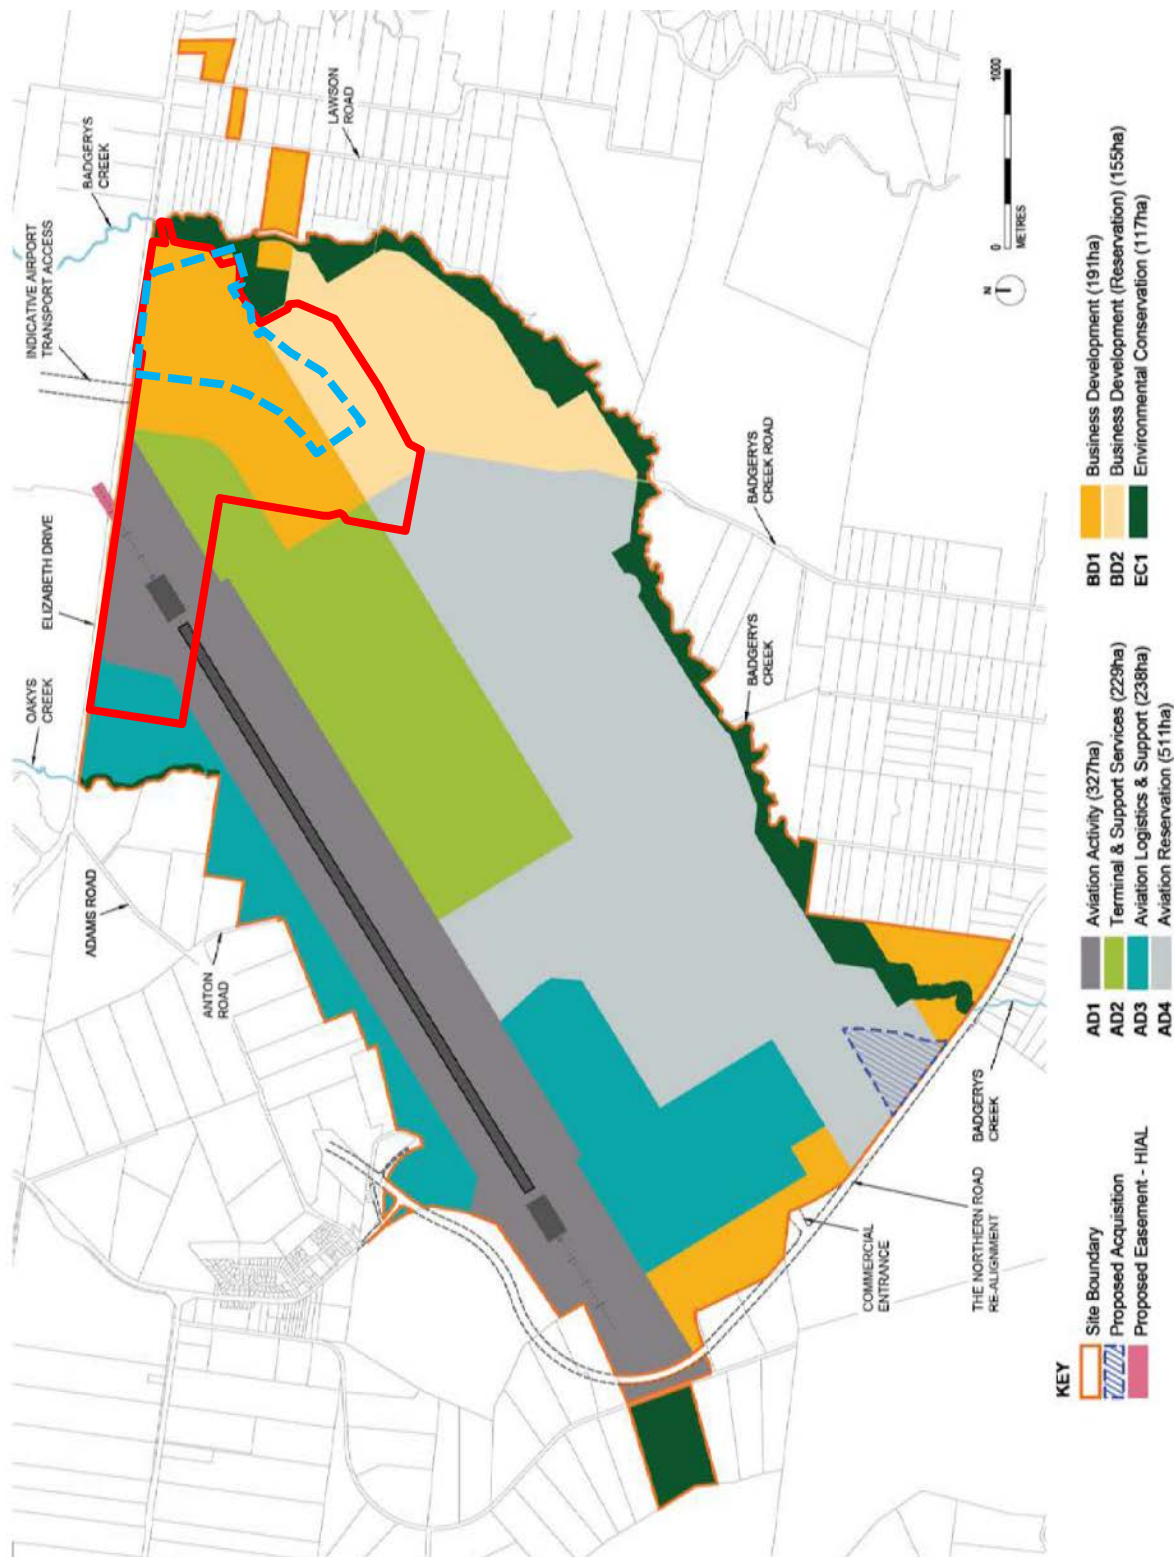 OAKYS
CREEK
ELIZABETH DRIVE
INDICATIVE AIRPORT
TRANSPORT ACCESS
BADGERYS
CREEK
LAWSON
ROAD
ADAMS ROAD
ANTON
ROAD
BADGERYS
CREEK
BADGERYS
CREEK ROAD
COMMERCIAL
ENTRANCE
THE NORTHERN ROAD
RE-ALIGNMENT
BADGERYS
CREEK
N
0
1000
METRES
KEY
Site Boundary
Proposed Acquisition
Proposed Easement - HIAL
AD1 Aviation Activity (327ha)
AD2 Terminal & Support Services (229ha)
AD3 Aviation Logistics & Support (238ha)
AD4 Aviation Reservation (511ha)
BD1 Business Development (191ha)
BD2 Business Development (Reservation) (155ha)
EC1 Environmental Conservation (117ha)